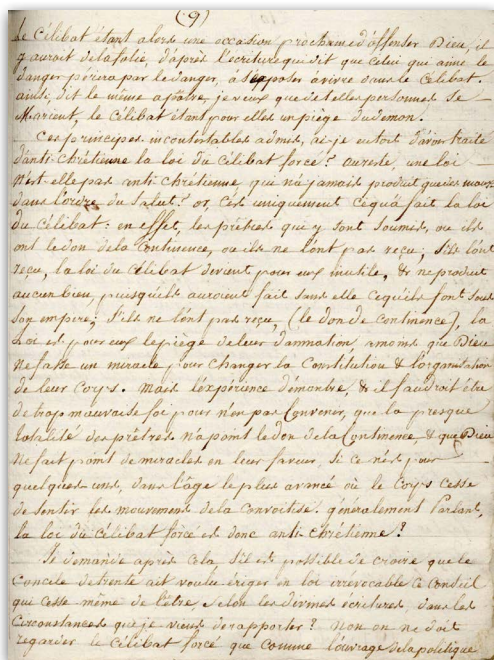 (9)
Le Célibat étant alors une occasion prochaine d'offenser Dieu, il
y aurait de la folie, d'après l'écriture qui dit que celui qui aime le
danger perira par le danger, à s'exposer à vivre dans le Célibat.
ainsi, dit le même apôtre, je veux que de telles personnes se
Marient, le Célibat étant pour elles un piege du demon.
Ces principes incontestables admis, ai-je eu tort d'avoir traité
d'anti-chrétienne la loi du Célibat forcé? au reste une loi
n'est elle pas anti-chrétienne, qui n'a jamais produit que des maux
dans l'ordre du Salut? or, c'est uniquement ce qu'a fait la loi
du Célibat: en effet, les prêtres qui y sont soumis, ou ils
ont le don de la Continence, ou ils ne l'ont pas reçu; s'ils l'ont
reçu, la loi du Célibat devient pour eux inutile, & ne produit
aucun bien, puisqu'ils auroient fait sans elle ce qu'ils font sous
son empire; s'ils ne l'ont pas reçu, (le don de continence), la
Loi est pour eux le piege de leur damnation, amoins que Dieu
ne fasse un miracle pour changer la Constitution & l'organisation
de leur Corps. Mais l'expérience démontre, & il faudroit être
de trop mauvaise foi pour n'en pas Convenir, que la presque
totalité des prêtres n'a point le don de la Continence & que Dieu
ne fait point de miracles en leur faveur, si ce n'est pour
quelques uns, dans l'âge le plus avancé où le Corps cesse
de sentir les mouvemens de la convoitise. généralement Parlant,
la loi du Célibat forcé est donc anti-chrétienne?
Je demande après cela, s'il est possible de croire que le
Concile de trente ait voulu ériger en loi irrévocable ce Conseil
qui cesse même de l'être, selon les divines écritures, dans les
Circonstances que je viens de rapporter? Non on ne doit
regarder le Célibat forcé que comme l'ouvrage de la politique